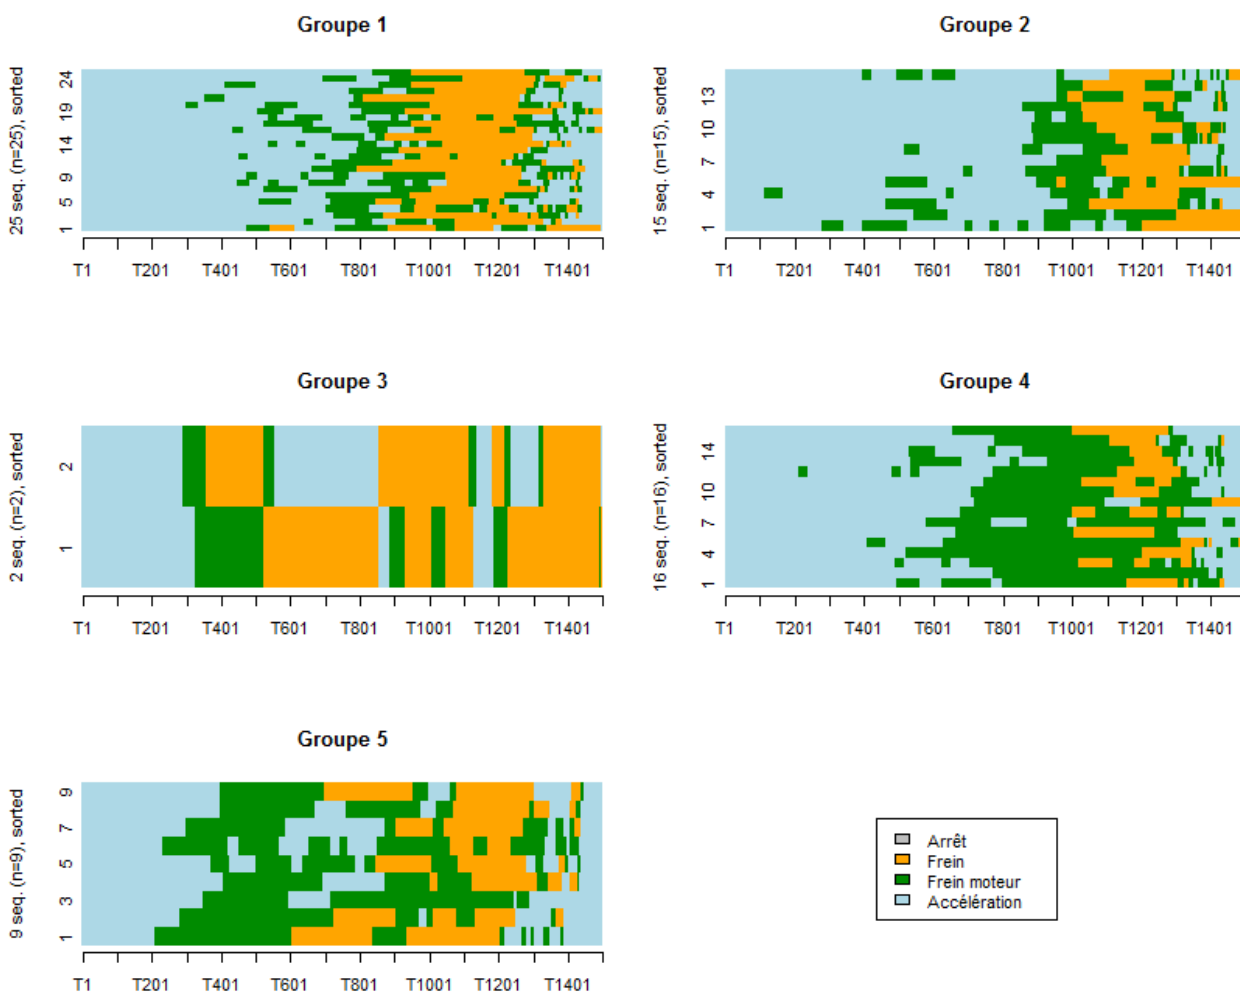 Groupe 1
25 seq. (n=25), sorted
1 5 9 14 19 24
T1 T201 T401 T601 T801 T1001 T1201 T1401
Groupe 2
15 seq. (n=15), sorted
1 4 7 10 13
T1 T201 T401 T601 T801 T1001 T1201 T1401
Groupe 3
2 seq. (n=2), sorted
1 2
T1 T201 T401 T601 T801 T1001 T1201 T1401
Groupe 4
16 seq. (n=16), sorted
1 4 7 10 14
T1 T201 T401 T601 T801 T1001 T1201 T1401
Groupe 5
9 seq. (n=9), sorted
1 3 5 7 9
T1 T201 T401 T601 T801 T1001 T1201 T1401
Arrêt
Frein
Frein moteur
Accélération